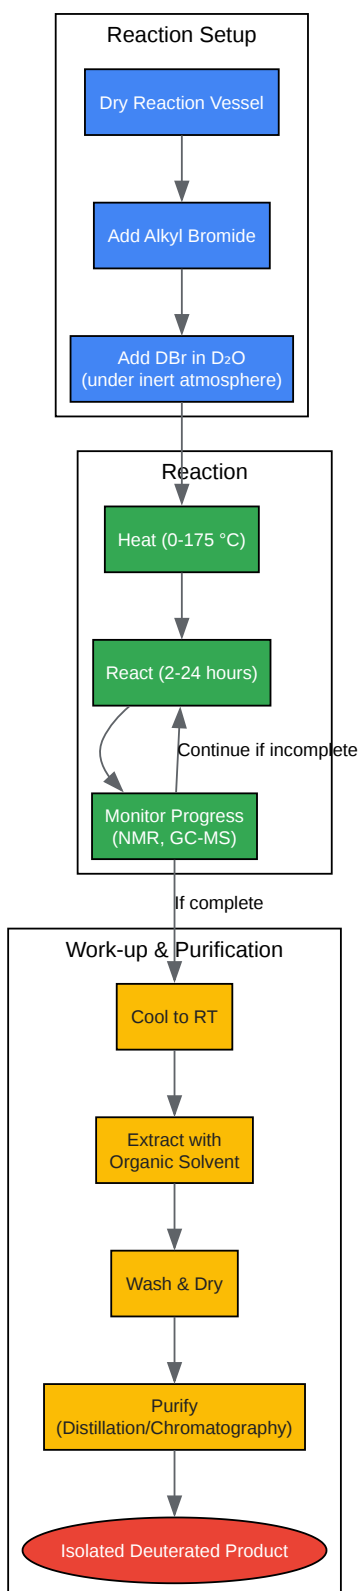 Reaction Setup
Dry Reaction Vessel
Add Alkyl Bromide
Add DBr in D₂O
(under inert atmosphere)
Reaction
Heat (0-175 °C)
React (2-24 hours)
Continue if incomplete
Monitor Progress
(NMR, GC-MS)
If complete
Work-up & Purification
Cool to RT
Extract with
Organic Solvent
Wash & Dry
Purify
(Distillation/Chromatography)
Isolated Deuterated Product